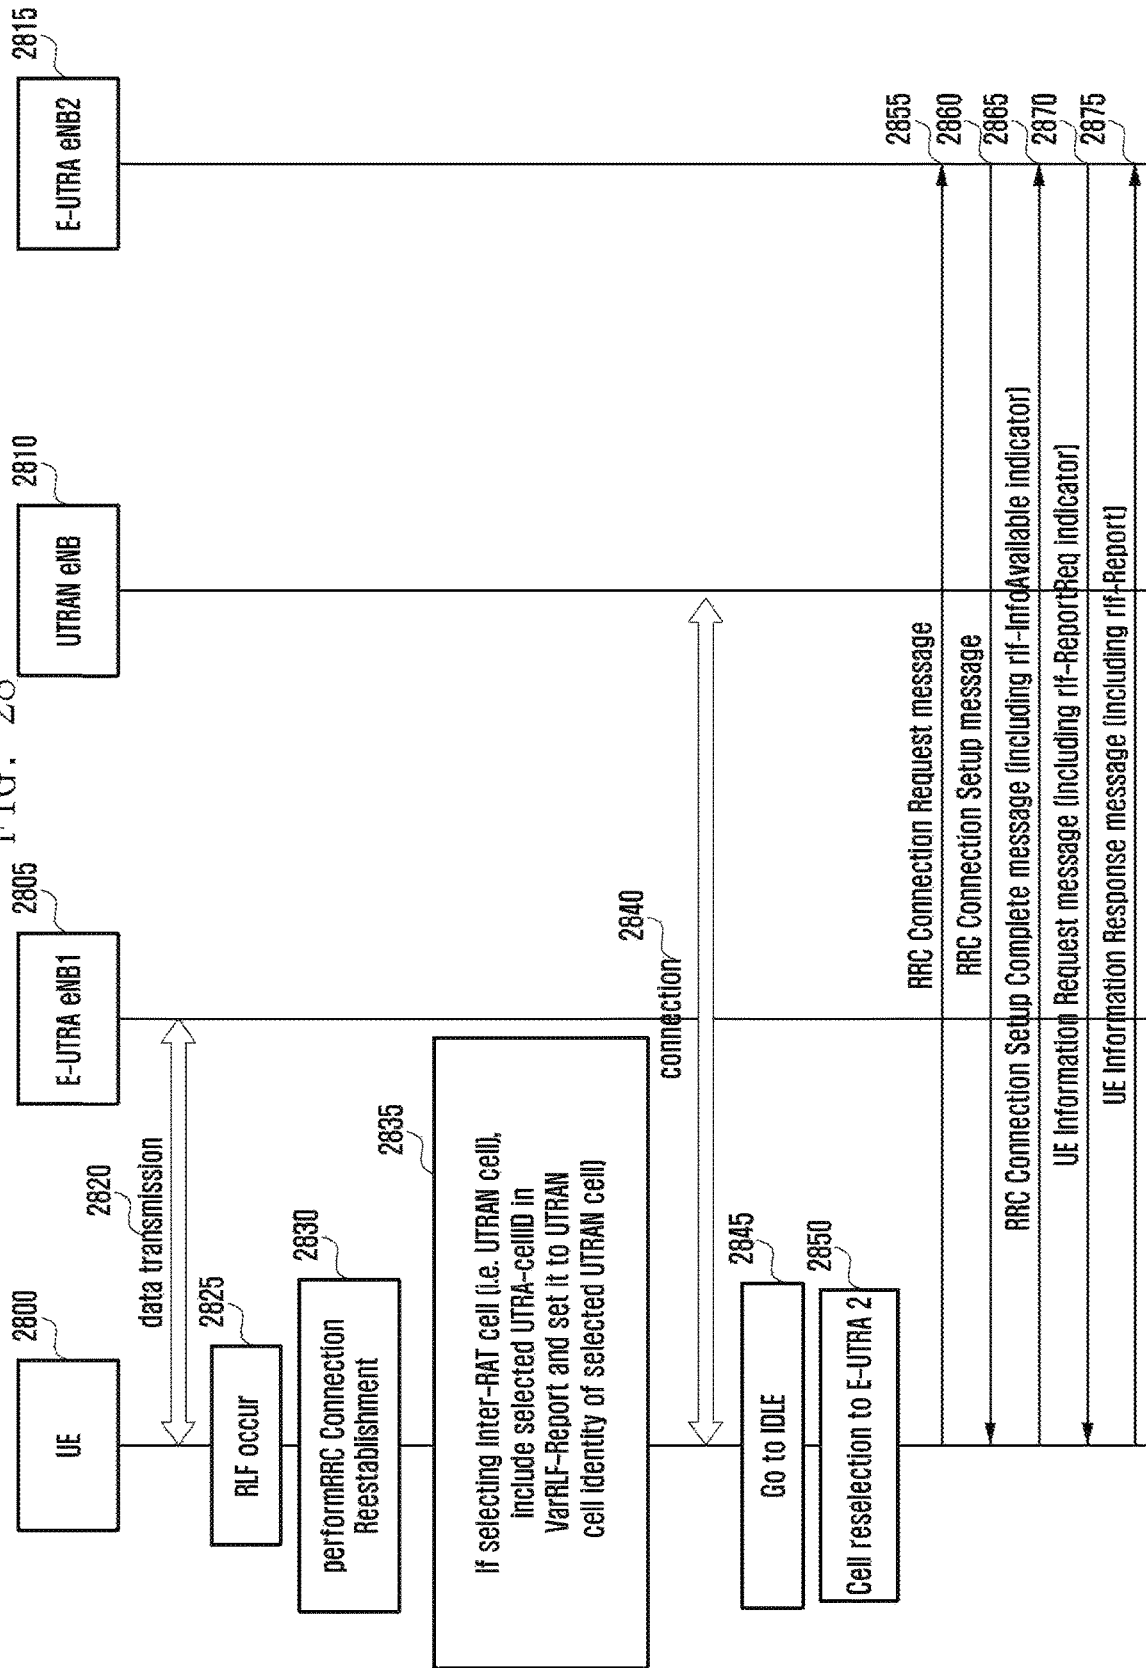 FIG. 28
2800
UE
2805
E-UTRA eNB1
2810
UTRAN eNB
2815
E-UTRA eNB2
2820
data transmission
2825
RLF occur
2830
performRRC Connection
Reestablishment
2835
If selecting Inter-RAT cell (i.e. UTRAN cell),
include selected UTRA-cellID in
VarRLF-Report and set it to UTRAN
cell identity of selected UTRAN cell)
2840
connection
2845
Go to IDLE
2850
Cell reselection to E-UTRA 2
RRC Connection Request message
2855
RRC Connection Setup message
2860
RRC Connection Setup Complete message (including rlf-InfoAvailable indicator)
2865
UE Information Request message (including rlf-ReportReq indicator)
2870
UE Information Response message (including rlf-Report)
2875